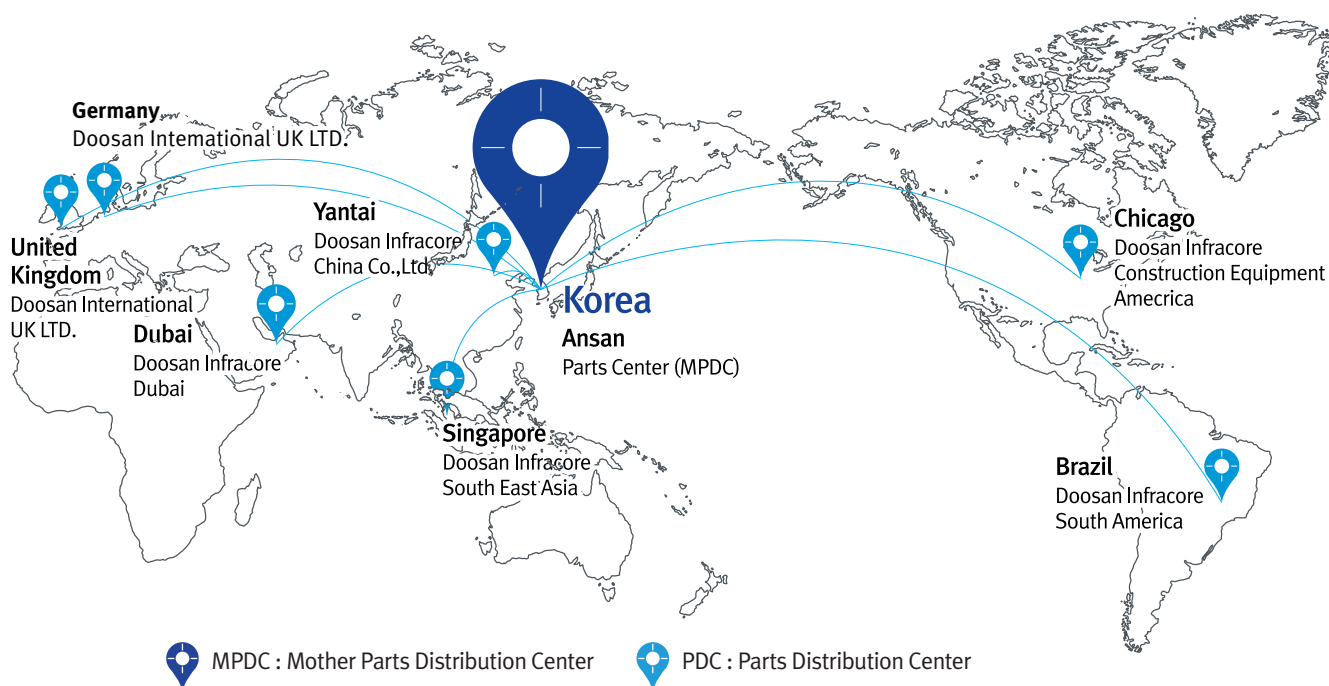 Germany
Doosan International UK LTD.
United
Kingdom
Doosan International
UK LTD.
Dubai
Doosan Infracore
Dubai
Yantai
Doosan Infracore
China Co.,Ltd.
Korea
Ansan
Parts Center (MPDC)
Singapore
Doosan Infracore
South East Asia
Chicago
Doosan Infracore
Construction Equipment
Amecrica
Brazil
Doosan Infracore
South America
MPDC : Mother Parts Distribution Center
PDC : Parts Distribution Center